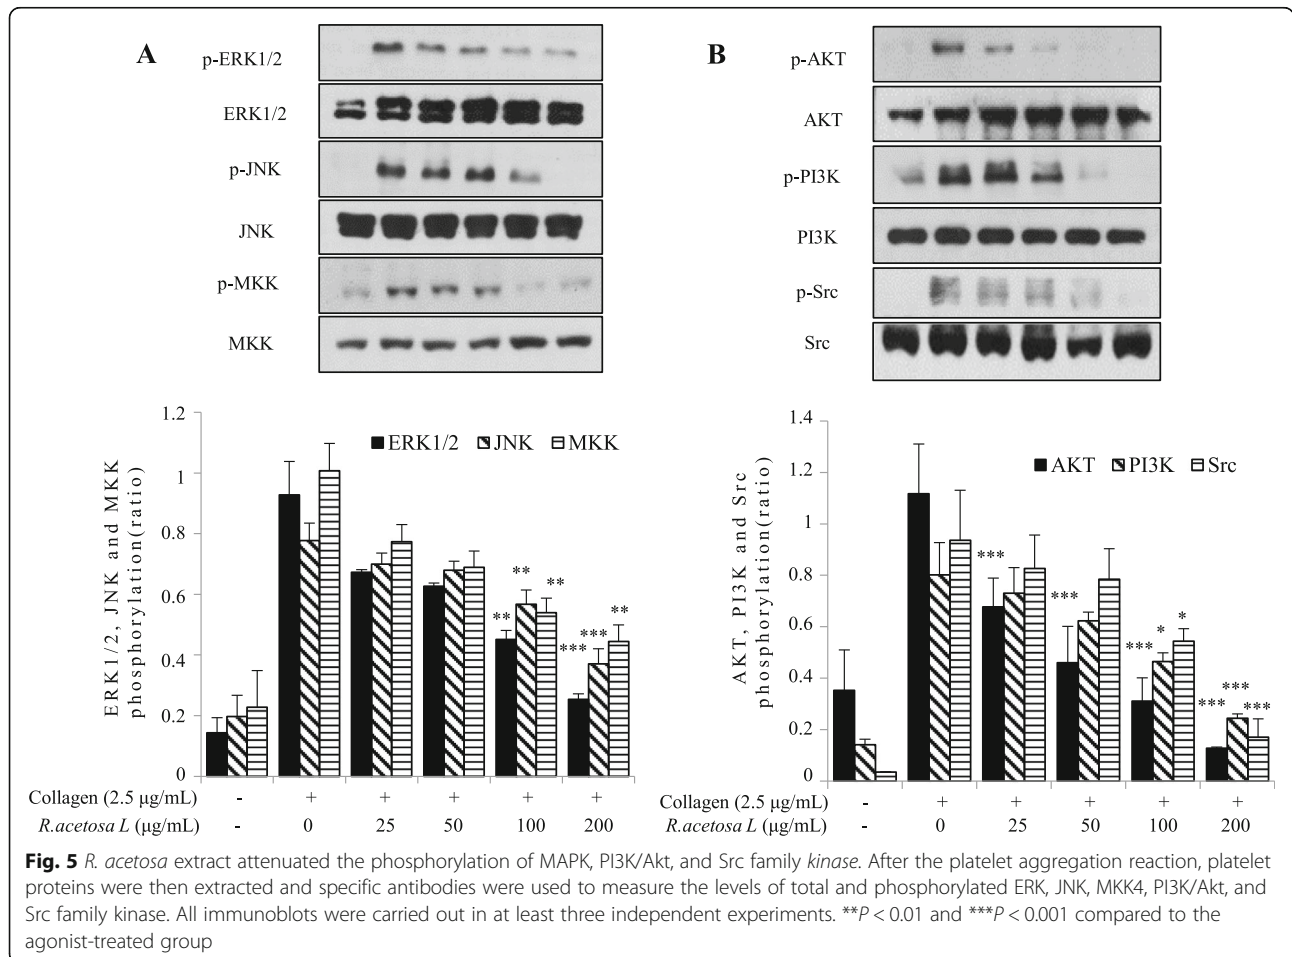 A
p-ERK1/2
ERK1/2
p-JNK
JNK
p-MKK
MKK
B
p-AKT
AKT
p-PI3K
PI3K
p-Src
Src
ERK1/2, JNK and MKK
phosphorylation(ratio)
1.2
1
0.8
0.6
0.4
0.2
0
ERK1/2 JNK MKK
** ** **
*** *** **
Collagen (2.5 µg/mL) - + + + + +
R.acetosa L (µg/mL) - 0 25 50 100 200
AKT, PI3K and Src
phosphorylation(ratio)
1.4
1.2
1
0.8
0.6
0.4
0.2
0
AKT PI3K Src
***
***
*** * *
*** *** ***
Collagen (2.5 µg/mL) - + + + + +
R.acetosa L (µg/mL) - 0 25 50 100 200
Fig. 5 R. acetosa extract attenuated the phosphorylation of MAPK, PI3K/Akt, and Src family kinase. After the platelet aggregation reaction, platelet
proteins were then extracted and specific antibodies were used to measure the levels of total and phosphorylated ERK, JNK, MKK4, PI3K/Akt, and
Src family kinase. All immunoblots were carried out in at least three independent experiments. **P < 0.01 and ***P < 0.001 compared to the
agonist-treated group